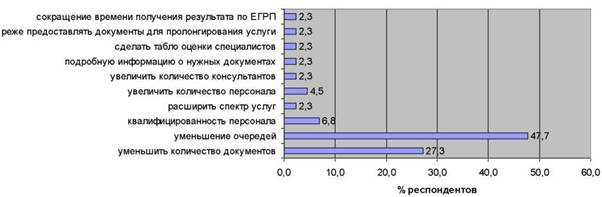 сокращение времени получения результата по ЕГРП 2,3
реже предоставлять документы для пролонгирования услуги 2,3
сделать табло оценки специалистов 2,3
подробную информацию о нужных документах 2,3
увеличить количество консультантов 2,3
увеличить количество персонала 4,5
расширить спектр услуг 2,3
квалифицированность персонала 6,8
уменьшение очередей 47,7
уменьшить количество документов 27,3
0,0 10,0 20,0 30,0 40,0 50,0 60,0
% респондентов